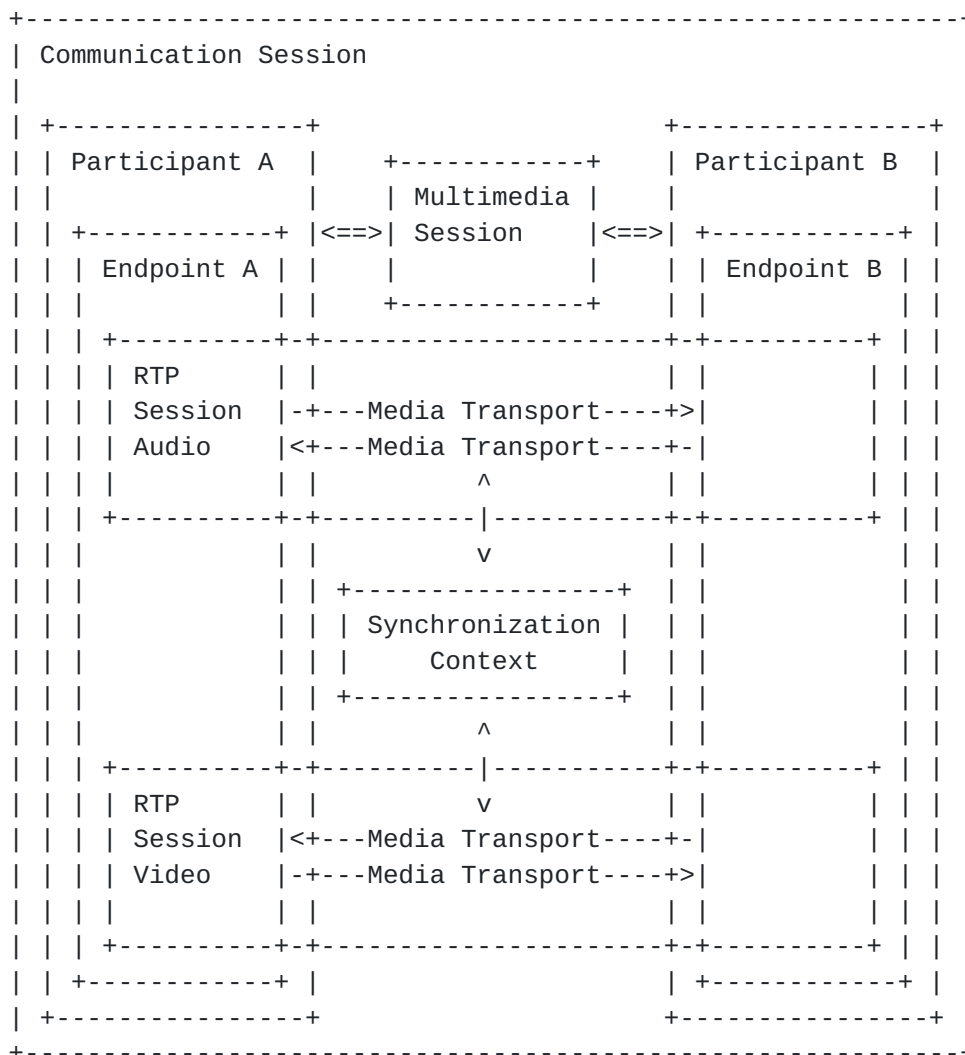 Communication Session
Participant A Participant B
Multimedia
Session
Endpoint A Endpoint B
RTP
Session Media Transport
Audio Media Transport
Synchronization
Context
RTP
Session Media Transport
Video Media Transport